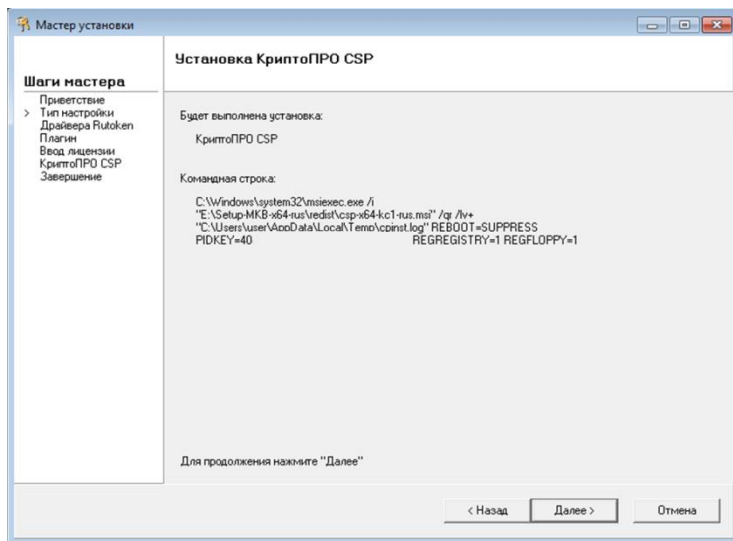 Мастер установки
Установка КриптоПРО CSP
Шаги мастера
Приветствие
> Тип настройки
Драйвера Rutoken
Плагин
Ввод лицензии
КриптоПРО CSP
Завершение
Будет выполнена установка:
КриптоПРО CSP
Командная строка:
C:\Windows\system32\msiexec.exe /i
"E:\Setup-MKB-x64-rus\redist\csp-x64-kc1-rus.msi" /qr /lv+
"C:\Users\user\AppData\Local\Temp\cpinst.log" REBOOT=SUPPRESS
PIDKEY=40 REGREGISTRY=1 REGFLOPPY=1
Для продолжения нажмите "Далее"
< Назад Далее > Отмена